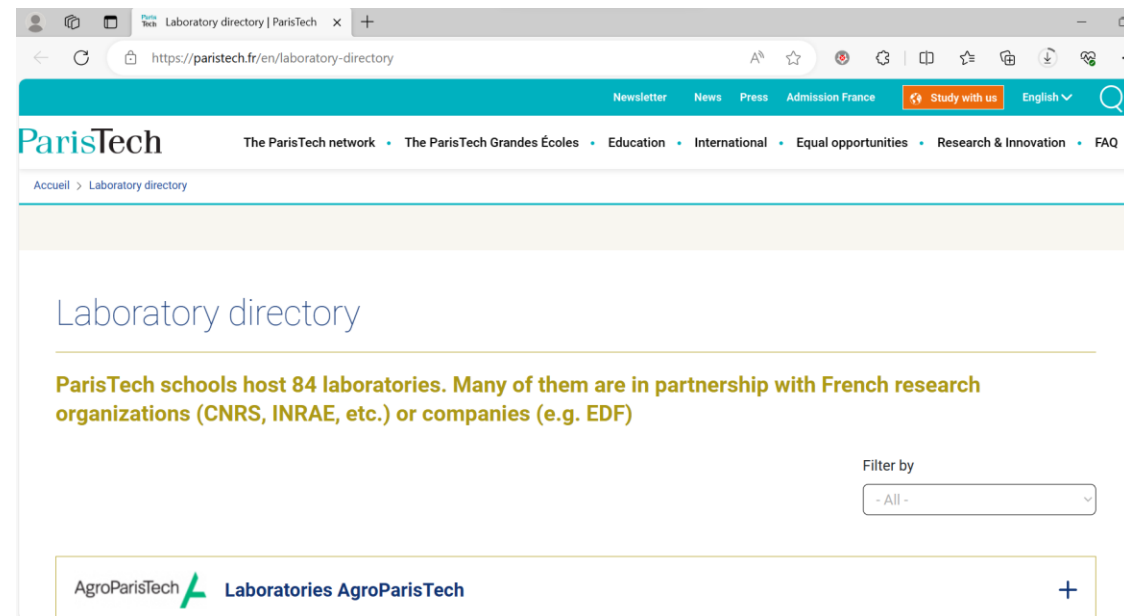 Paris Tech Laboratory directory | ParisTech
https://paristech.fr/en/laboratory-directory
Newsletter News Press Admission France Study with us English
ParisTech The ParisTech network • The ParisTech Grandes Écoles • Education • International • Equal opportunities • Research & Innovation • FAQ
Accueil > Laboratory directory
Laboratory directory
ParisTech schools host 84 laboratories. Many of them are in partnership with French research
organizations (CNRS, INRAE, etc.) or companies (e.g. EDF)
Filter by
- All -
AgroParisTech Laboratories AgroParisTech +